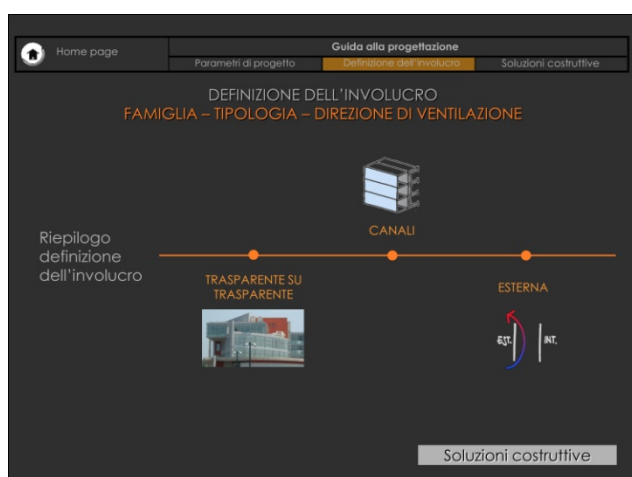 Home page
Guida alla progettazione
Parametri di progetto
Definizione dell'involucro
Soluzioni costruttive
DEFINIZIONE DELL'INVOLUCRO
FAMIGLIA – TIPOLOGIA – DIREZIONE DI VENTILAZIONE
CANALI
Riepilogo
definizione
dell'involucro
TRASPARENTE SU
TRASPARENTE
ESTERNA
EST.
INT.
Soluzioni costruttive